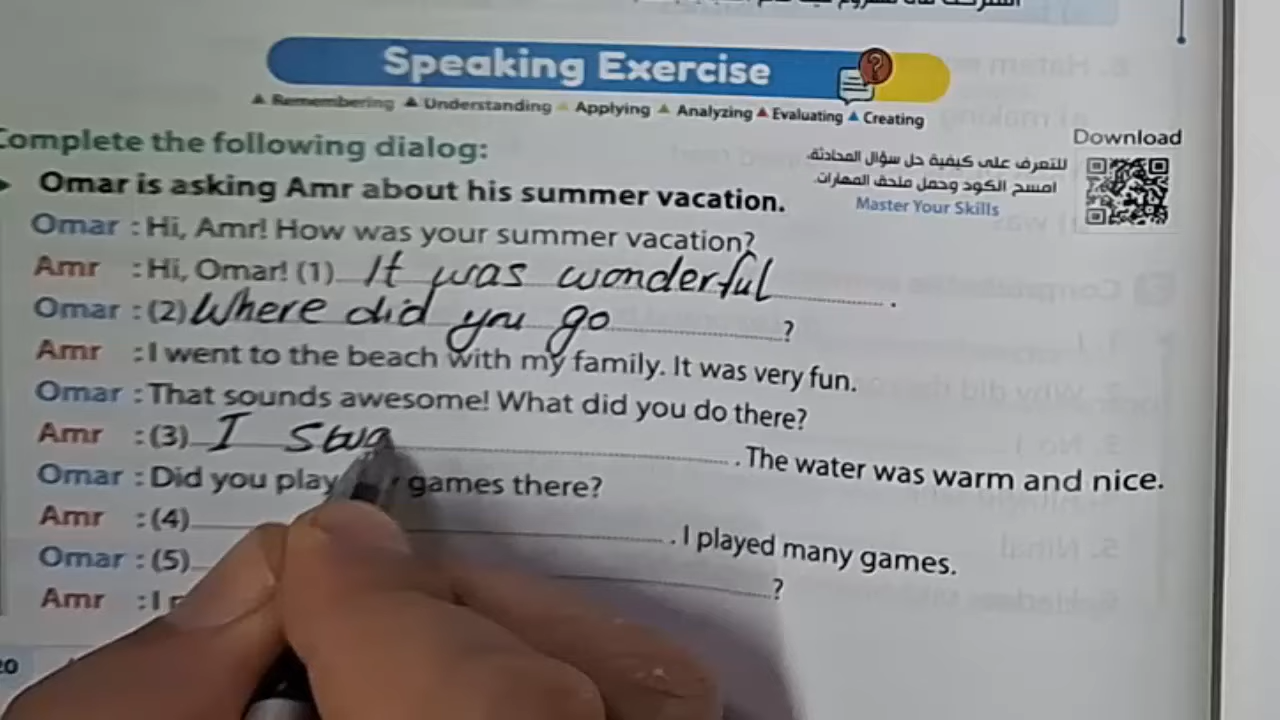 Speaking Exercise
▲ Remembering ▲ Understanding ▲ Applying ▲ Analyzing ▲ Evaluating ▲ Creating
Complete the following dialog:
Download
للتعرف على كيفية حل سؤال المحادثة
امسح الكود وحمل ملحق المهارات.
Master Your Skills
Omar is asking Amr about his summer vacation.
Omar : Hi, Amr! How was your summer vacation?
Amr : Hi, Omar! (1) It was wonderful .
Omar : (2) Where did you go ?
Amr : I went to the beach with my family. It was very fun.
Omar : That sounds awesome! What did you do there?
Amr : (3) I swa . The water was warm and nice.
Omar : Did you play games there?
Amr : (4) . I played many games.
Omar : (5) ?
Amr : I
20